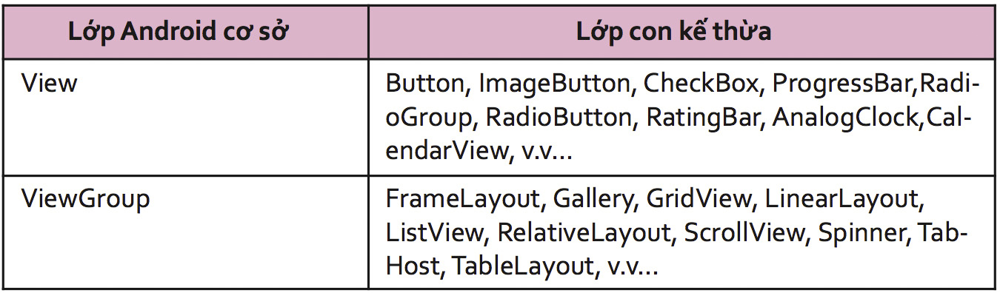 Lớp Android cơ sở
Lớp con kế thừa
View
Button, ImageButton, CheckBox, ProgressBar,Radi-
oGroup, RadioButton, RatingBar, AnalogClock,Cal-
endarView, v.v...
ViewGroup
FrameLayout, Gallery, GridView, LinearLayout,
ListView, RelativeLayout, ScrollView, Spinner, Tab-
Host, TableLayout, v.v...